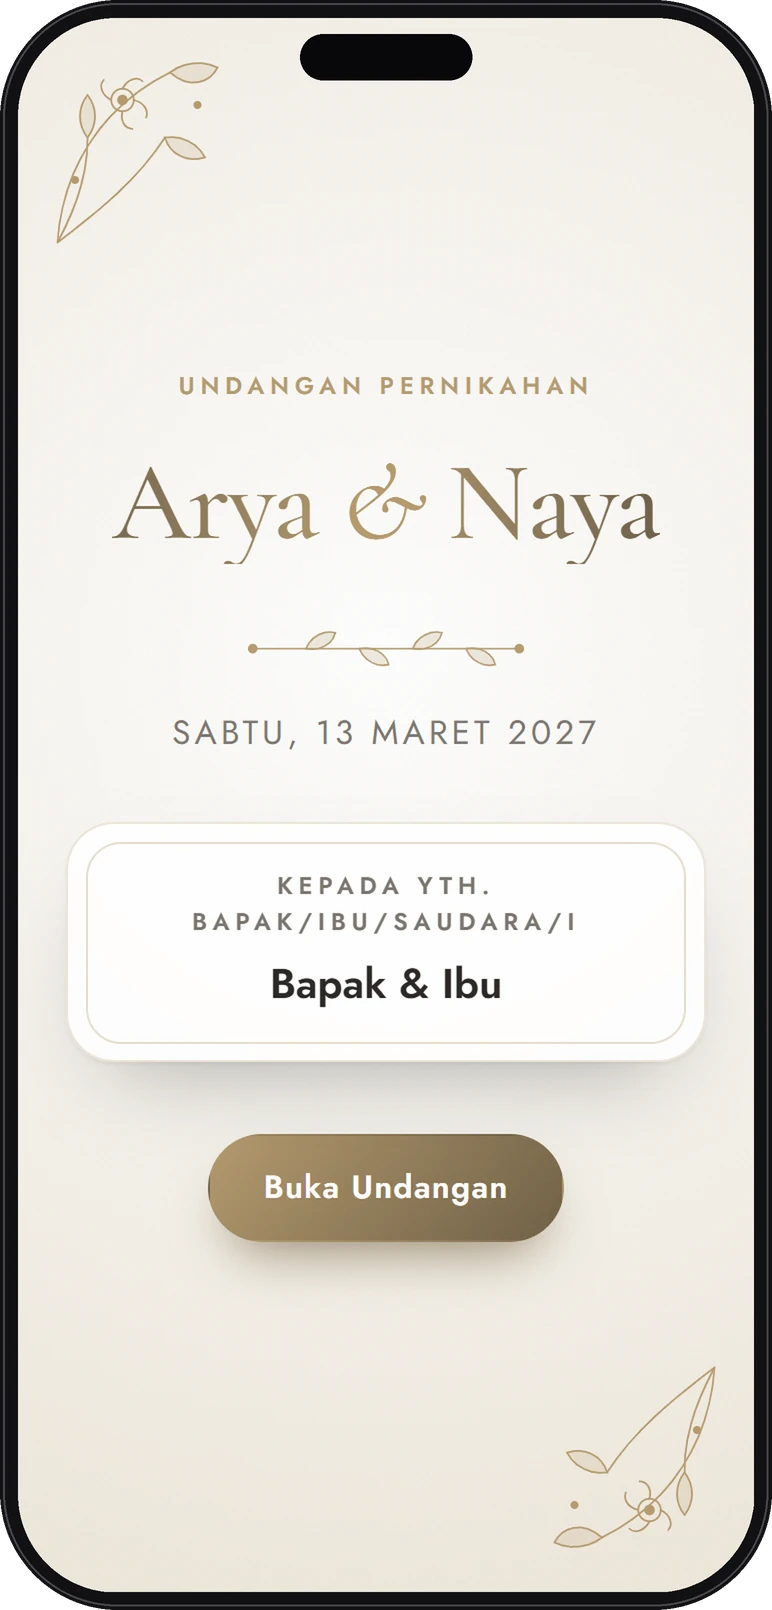 UNDANGAN PERNIKAHAN
Arya & Naya
SABTU, 13 MARET 2027
KEPADA YTH.
BAPAK/IBU/SAUDARA/I
Bapak & Ibu
Buka Undangan